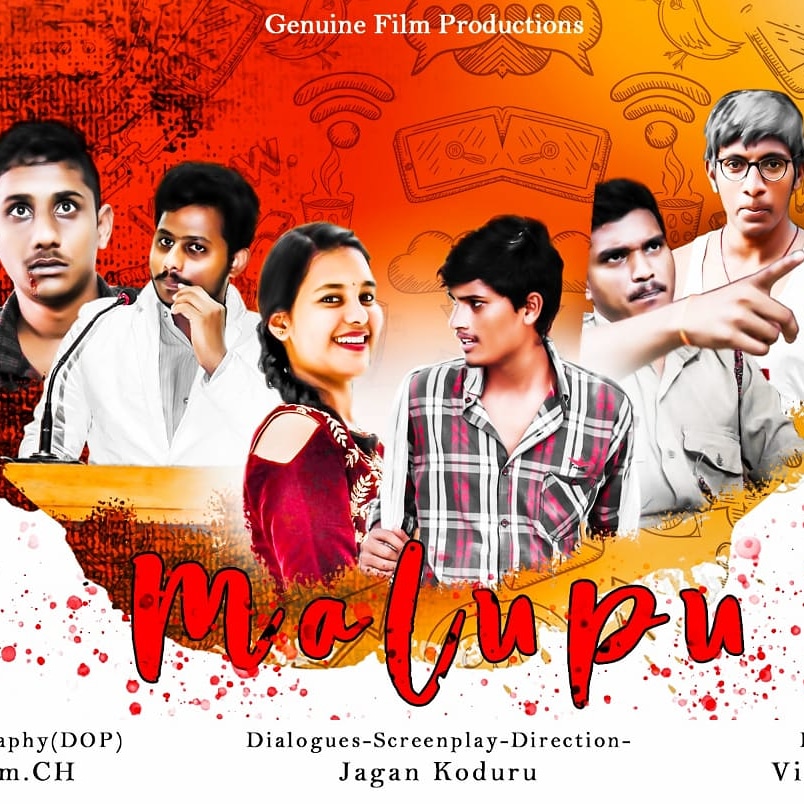 Genuine Film Productions
Malupu
aphy(DOP)
Dialogues-Screenplay-Direction-
m.CH
Jagan Koduru
Vi